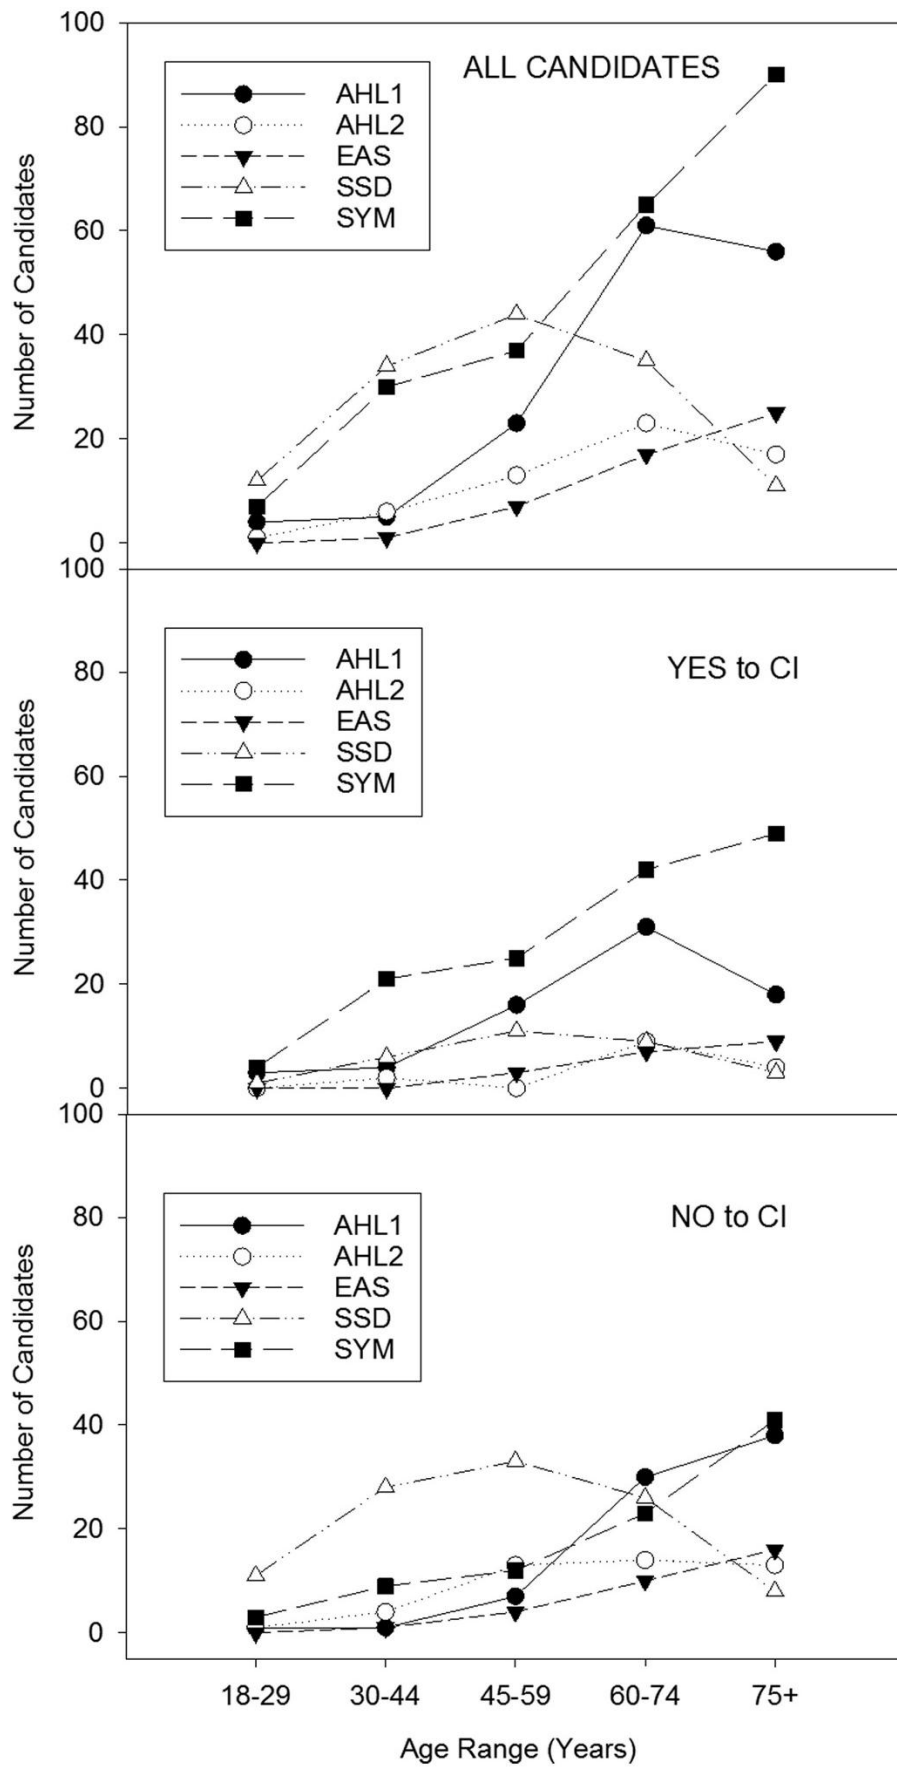 100
80
60
40
20
0
Number of Candidates
ALL CANDIDATES
AHL1
AHL2
EAS
SSD
SYM
100
80
60
40
20
0
Number of Candidates
YES to CI
AHL1
AHL2
EAS
SSD
SYM
100
80
60
40
20
0
Number of Candidates
NO to CI
AHL1
AHL2
EAS
SSD
SYM
18-29 30-44 45-59 60-74 75+
Age Range (Years)